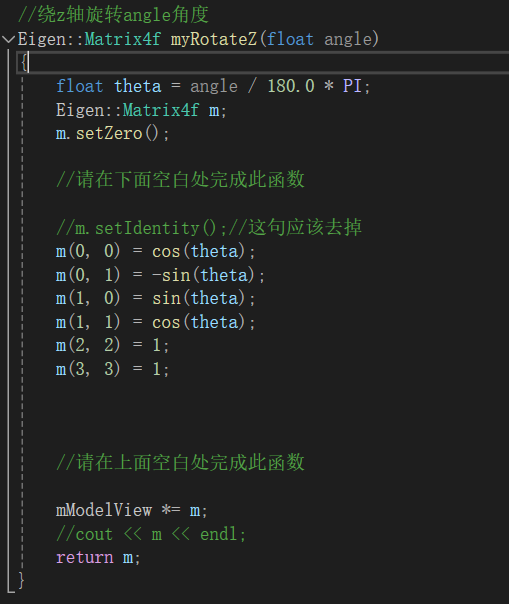 //绕z轴旋转angle角度
Eigen::Matrix4f myRotateZ(float angle)
{
float theta = angle / 180.0 * PI;
Eigen::Matrix4f m;
m.setZero();
//请在下面空白处完成此函数
//m.setIdentity();//这句应该去掉
m(0, 0) = cos(theta);
m(0, 1) = -sin(theta);
m(1, 0) = sin(theta);
m(1, 1) = cos(theta);
m(2, 2) = 1;
m(3, 3) = 1;
//请在上面空白处完成此函数
mModelView *= m;
//cout << m << endl;
return m;
}